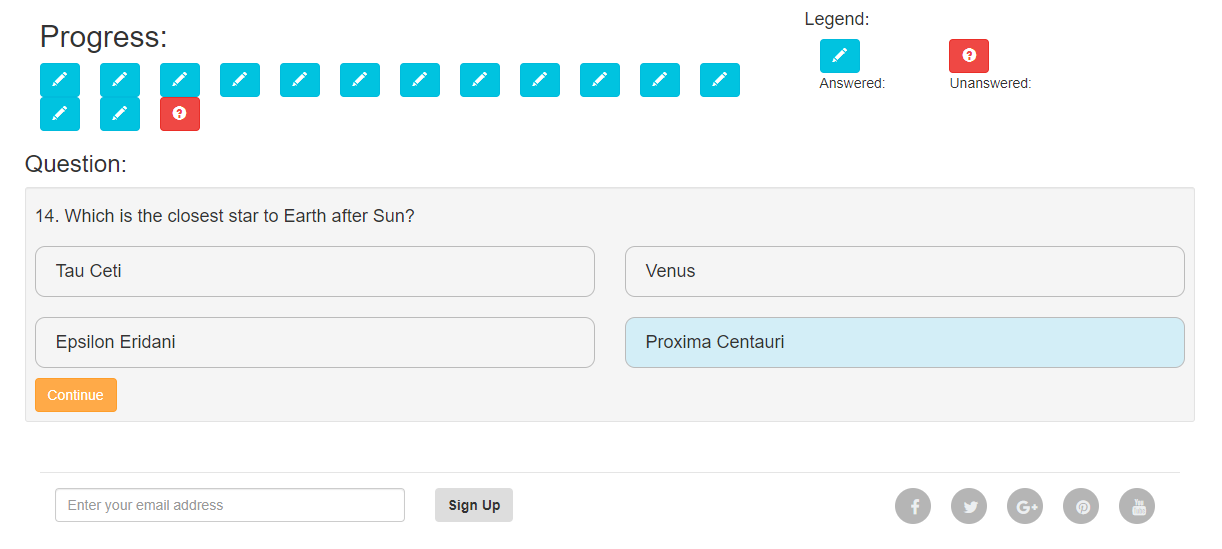 Progress:
Legend:
Answered:
Unanswered:
Question:
14. Which is the closest star to Earth after Sun?
Tau Ceti
Venus
Epsilon Eridani
Proxima Centauri
Continue
Enter your email address
Sign Up